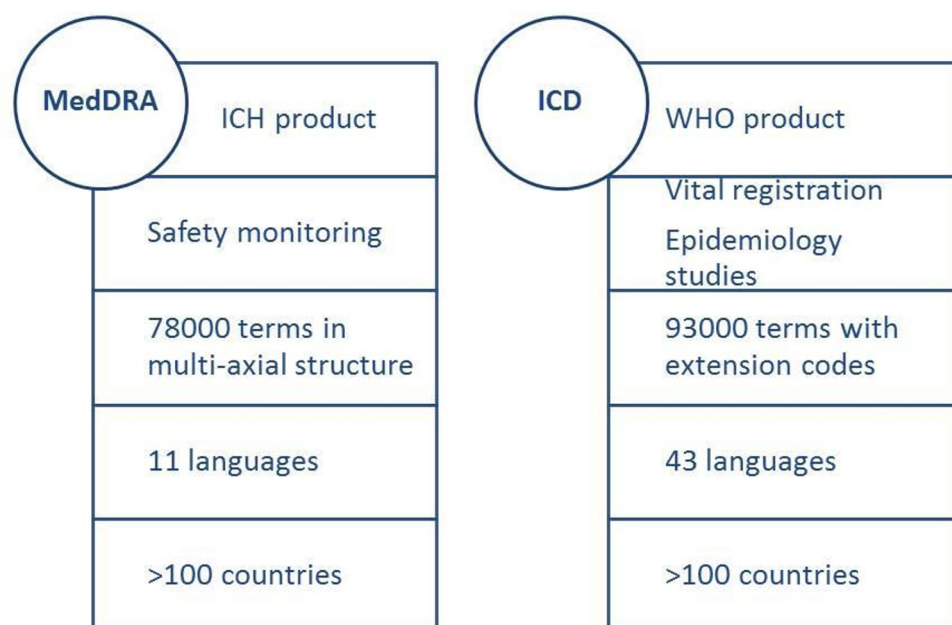 MedDRA
ICH product
Safety monitoring
78000 terms in
multi-axial structure
11 languages
>100 countries
ICD
WHO product
Vital registration
Epidemiology
studies
93000 terms with
extension codes
43 languages
>100 countries